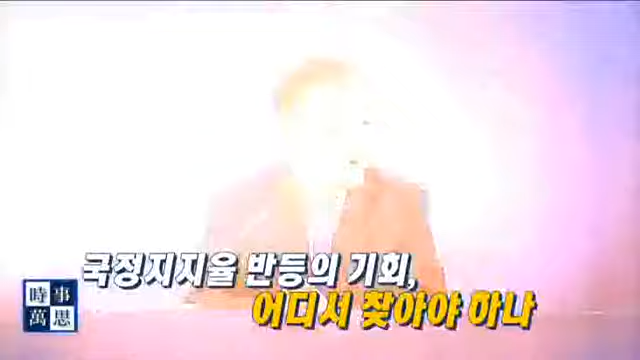 국정지지율 반등의 기회,
어디서 찾아야 하나
時事
萬思